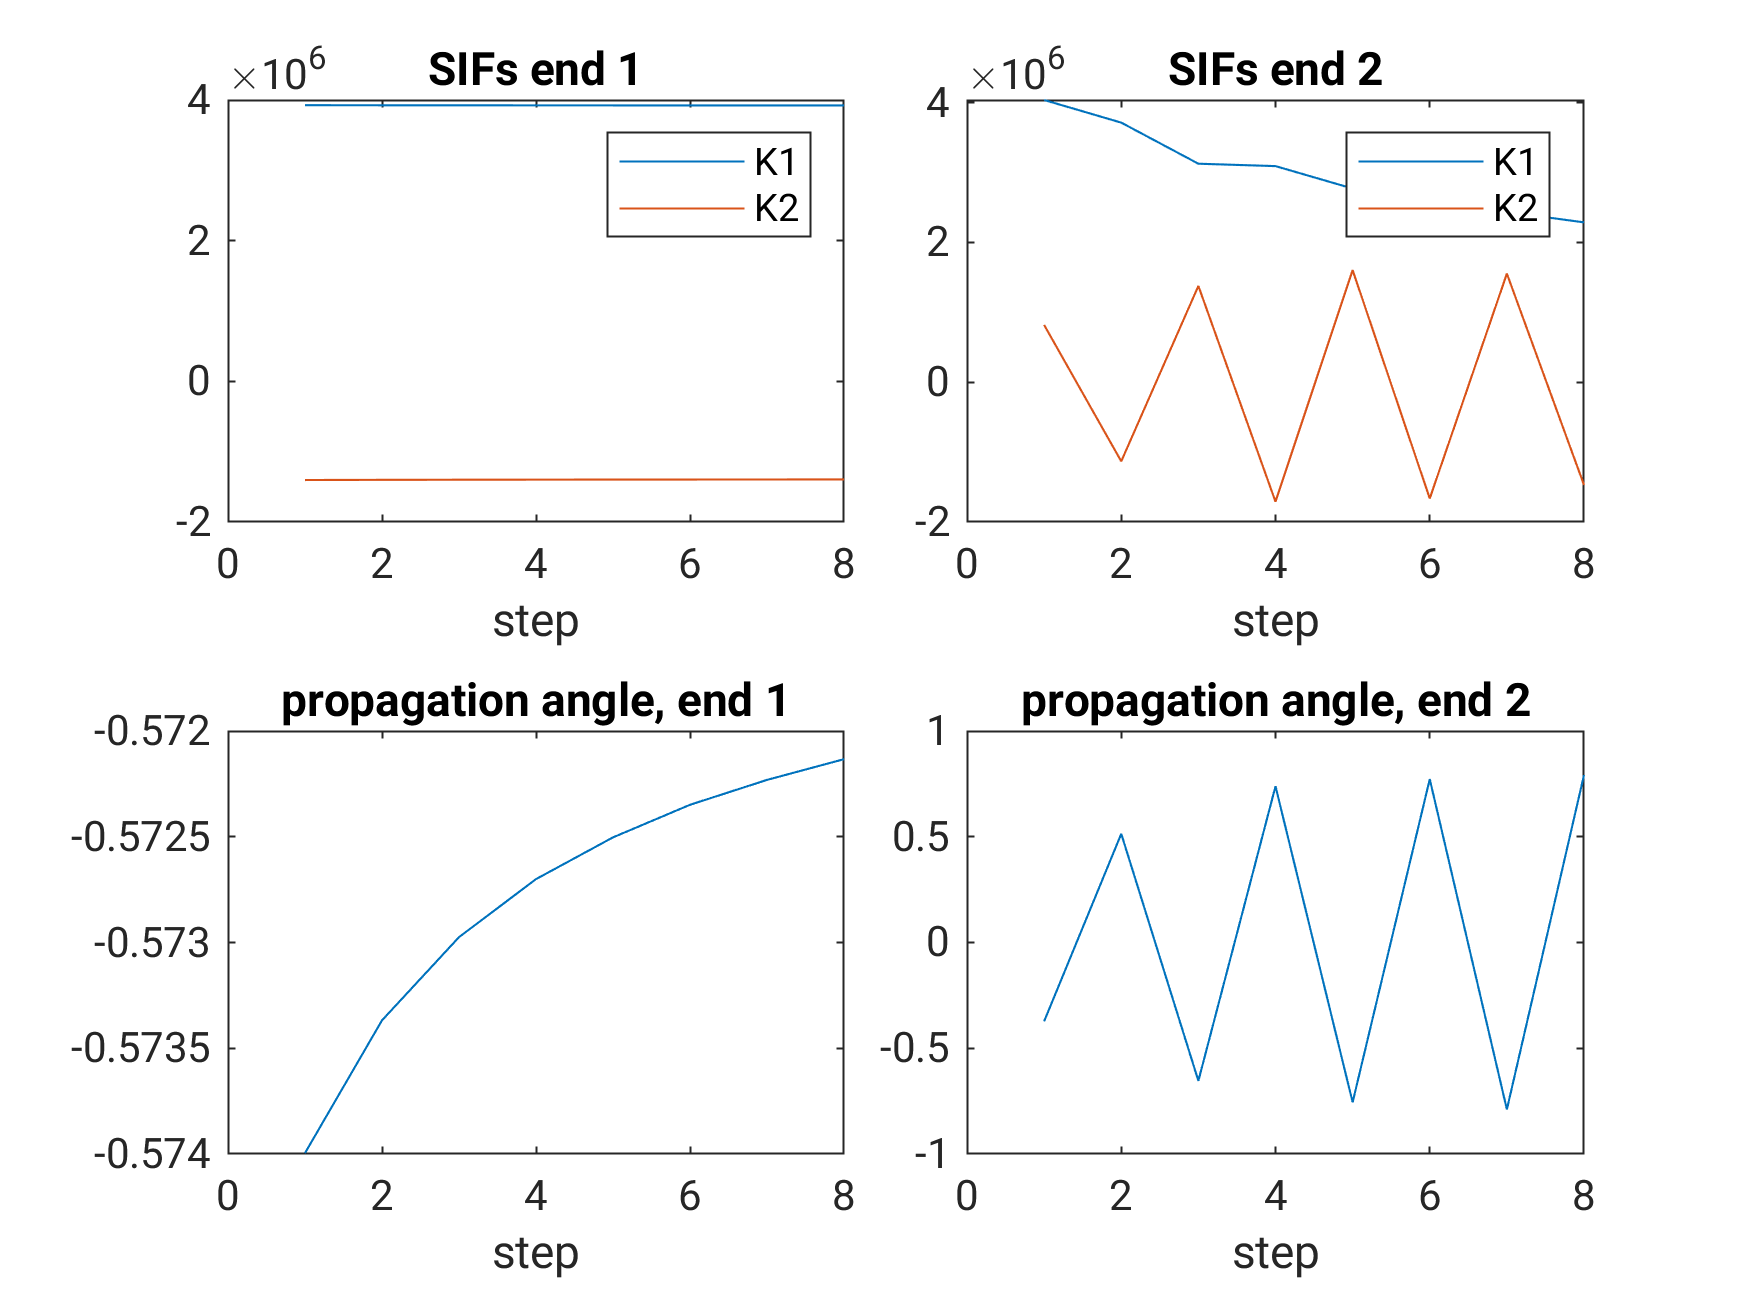 SIFs end 1
×10^6
4
2
0
-2
K1
K2
0 2 4 6 8
step
SIFs end 2
×10^6
4
2
0
-2
K1
K2
0 2 4 6 8
step
propagation angle, end 1
-0.572
-0.5725
-0.573
-0.5735
-0.574
0 2 4 6 8
step
propagation angle, end 2
1
0.5
0
-0.5
-1
0 2 4 6 8
step